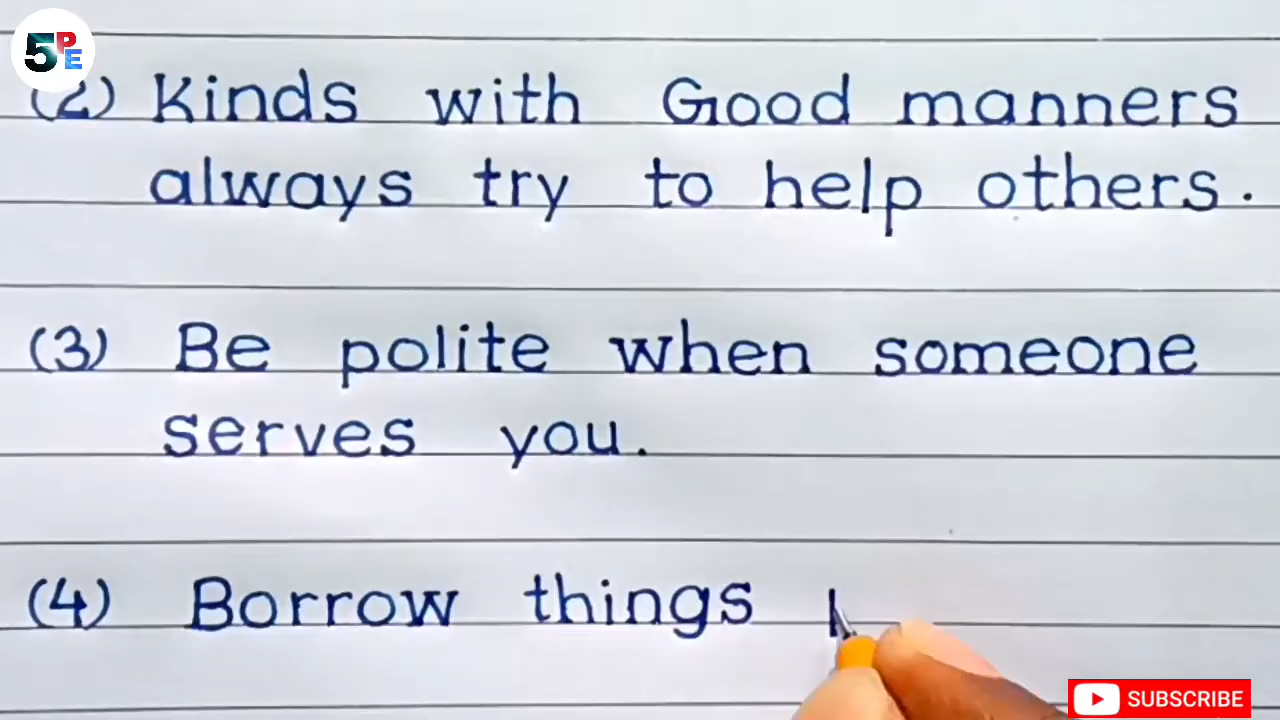 5PE
(2) Kinds with Good manners
always try to help others.
(3) Be polite when someone
serves you.
(4) Borrow things
SUBSCRIBE